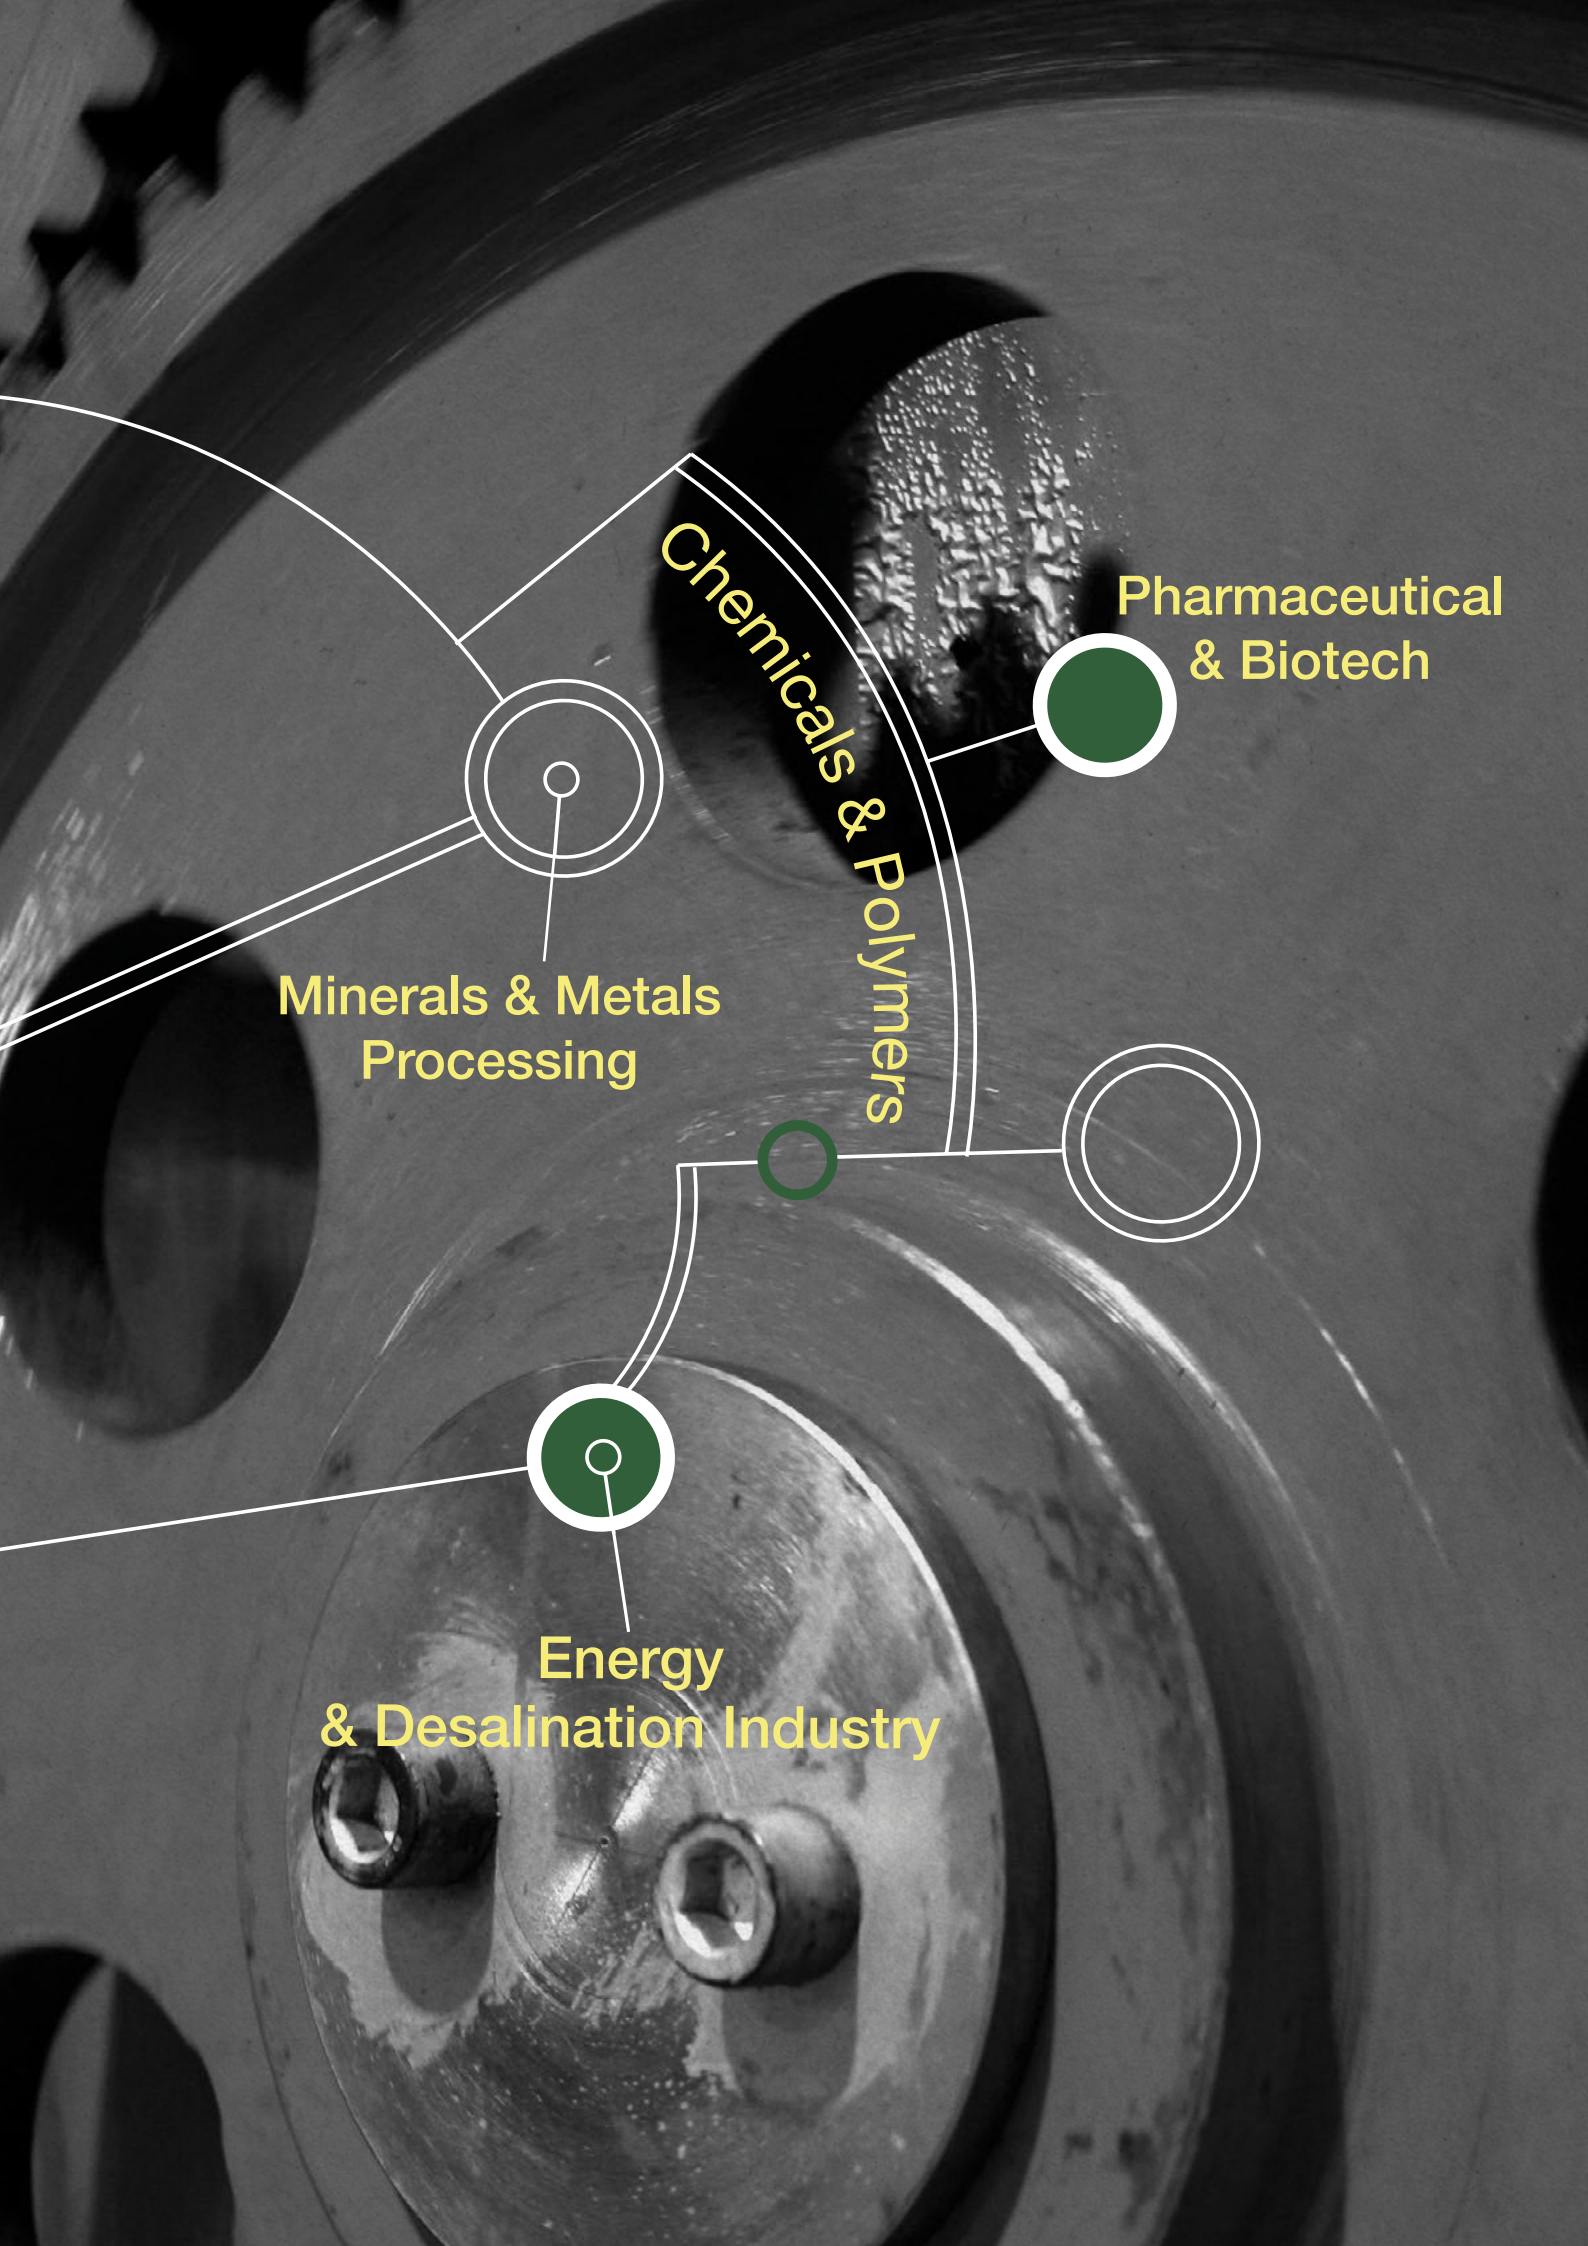 Chemicals & Polymers
Pharmaceutical
& Biotech
Minerals & Metals
Processing
Energy
& Desalination Industry